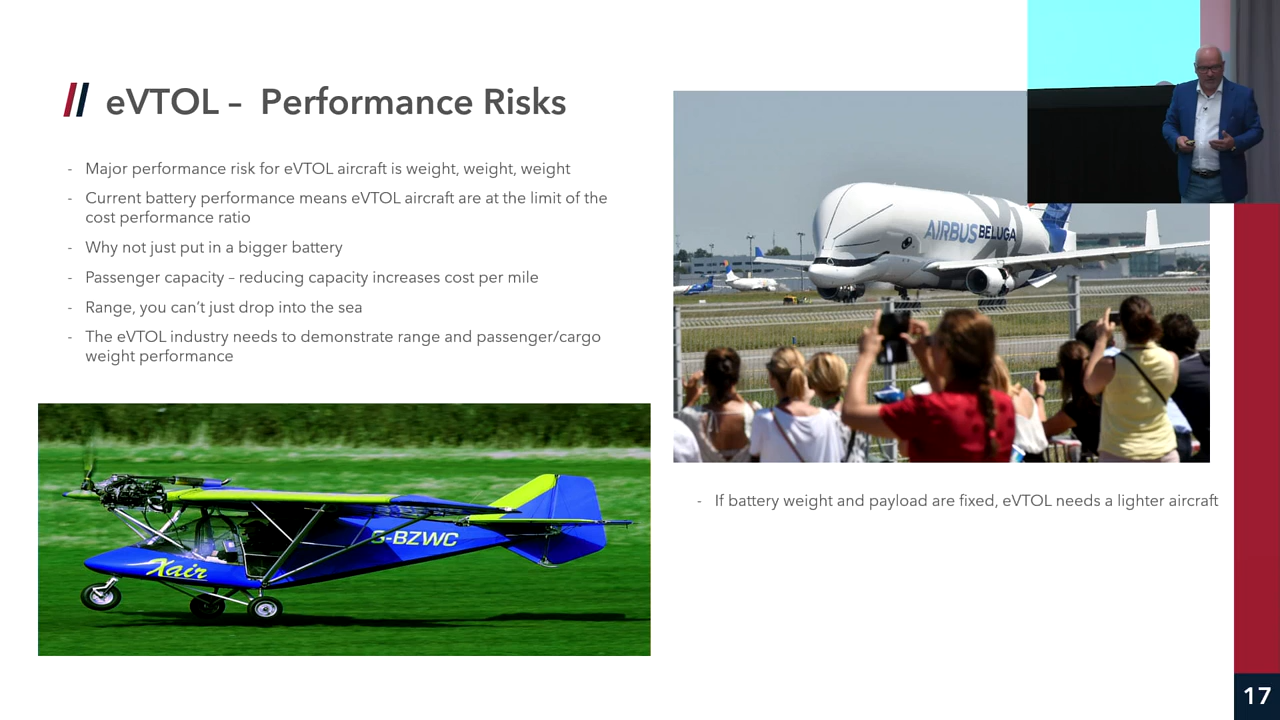 eVTOL – Performance Risks
- Major performance risk for eVTOL aircraft is weight, weight, weight
- Current battery performance means eVTOL aircraft are at the limit of the
cost performance ratio
- Why not just put in a bigger battery
- Passenger capacity – reducing capacity increases cost per mile
- Range, you can’t just drop into the sea
- The eVTOL industry needs to demonstrate range and passenger/cargo
weight performance
AIRBUS BELUGA
- If battery weight and payload are fixed, eVTOL needs a lighter aircraft
G-BZWC
Xair
17